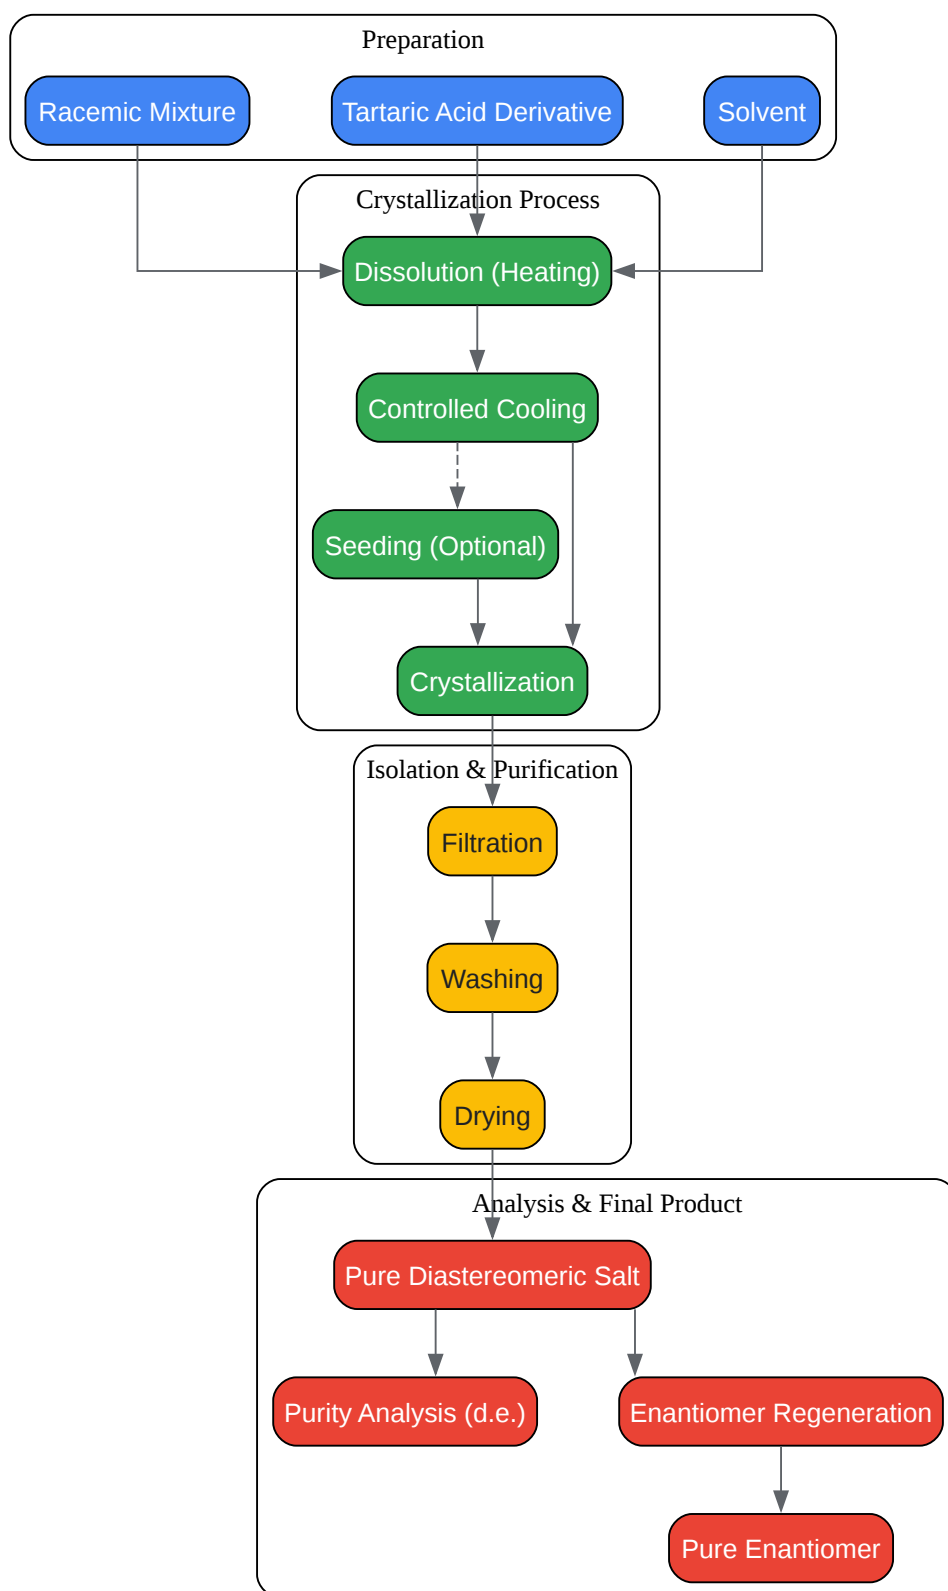 Preparation
Racemic Mixture
Tartaric Acid Derivative
Solvent
Crystallization Process
Dissolution (Heating)
Controlled Cooling
Seeding (Optional)
Crystallization
Isolation & Purification
Filtration
Washing
Drying
Analysis & Final Product
Pure Diastereomeric Salt
Purity Analysis (d.e.)
Enantiomer Regeneration
Pure Enantiomer